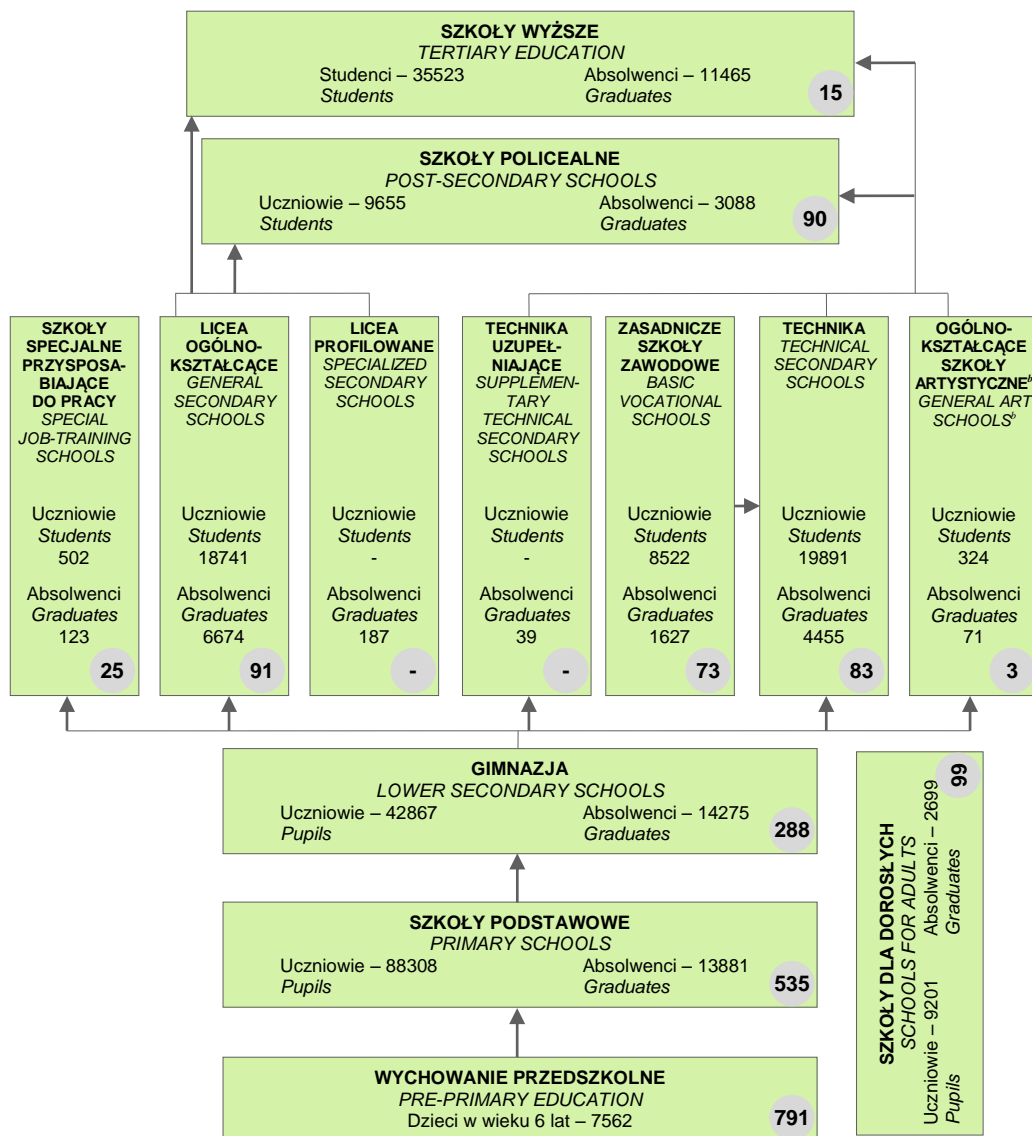 SZKOŁY WYŻSZE
TERTIARY EDUCATION
Studenci – 35523 Absolwenci – 11465
Students Graduates
15
SZKOŁY POLICEALNE
POST-SECONDARY SCHOOLS
Uczniowie – 9655 Absolwenci – 3088
Students Graduates
90
SZKOŁY
SPECJALNE
PRZYSPOSA-
BIAJĄCE
DO PRACY
SPECIAL
JOB-TRAINING
SCHOOLS
Uczniowie
Students
502
Absolwenci
Graduates
123
25
LICEA
OGÓLNO-
KSZTAŁCĄCE
GENERAL
SECONDARY
SCHOOLS
Uczniowie
Students
18741
Absolwenci
Graduates
6674
91
LICEA
PROFILOWANE
SPECIALIZED
SECONDARY
SCHOOLS
Uczniowie
Students
-
Absolwenci
Graduates
187
-
TECHNIKA
UZUPEŁ-
NIAJĄCE
SUPPLEMEN-
TARY
TECHNICAL
SECONDARY
SCHOOLS
Uczniowie
Students
-
Absolwenci
Graduates
39
-
ZASADNICZE
SZKOŁY
ZAWODOWE
BASIC
VOCATIONAL
SCHOOLS
Uczniowie
Students
8522
Absolwenci
Graduates
1627
73
TECHNIKA
TECHNICAL
SECONDARY
SCHOOLS
Uczniowie
Students
19891
Absolwenci
Graduates
4455
83
OGÓLNO-
KSZTAŁCĄCE
SZKOŁY
ARTYSTYCZNEᵇ
GENERAL ART
SCHOOLSᵇ
Uczniowie
Students
324
Absolwenci
Graduates
71
3
GIMNAZJA
LOWER SECONDARY SCHOOLS
Uczniowie – 42867 Absolwenci – 14275
Pupils Graduates
288
SZKOŁY PODSTAWOWE
PRIMARY SCHOOLS
Uczniowie – 88308 Absolwenci – 13881
Pupils Graduates
535
WYCHOWANIE PRZEDSZKOLNE
PRE-PRIMARY EDUCATION
Dzieci w wieku 6 lat – 7562
791
SZKOŁY DLA DOROSŁYCH
SCHOOLS FOR ADULTS
Uczniowie – 9201 Absolwenci – 2699
Pupils Graduates
99